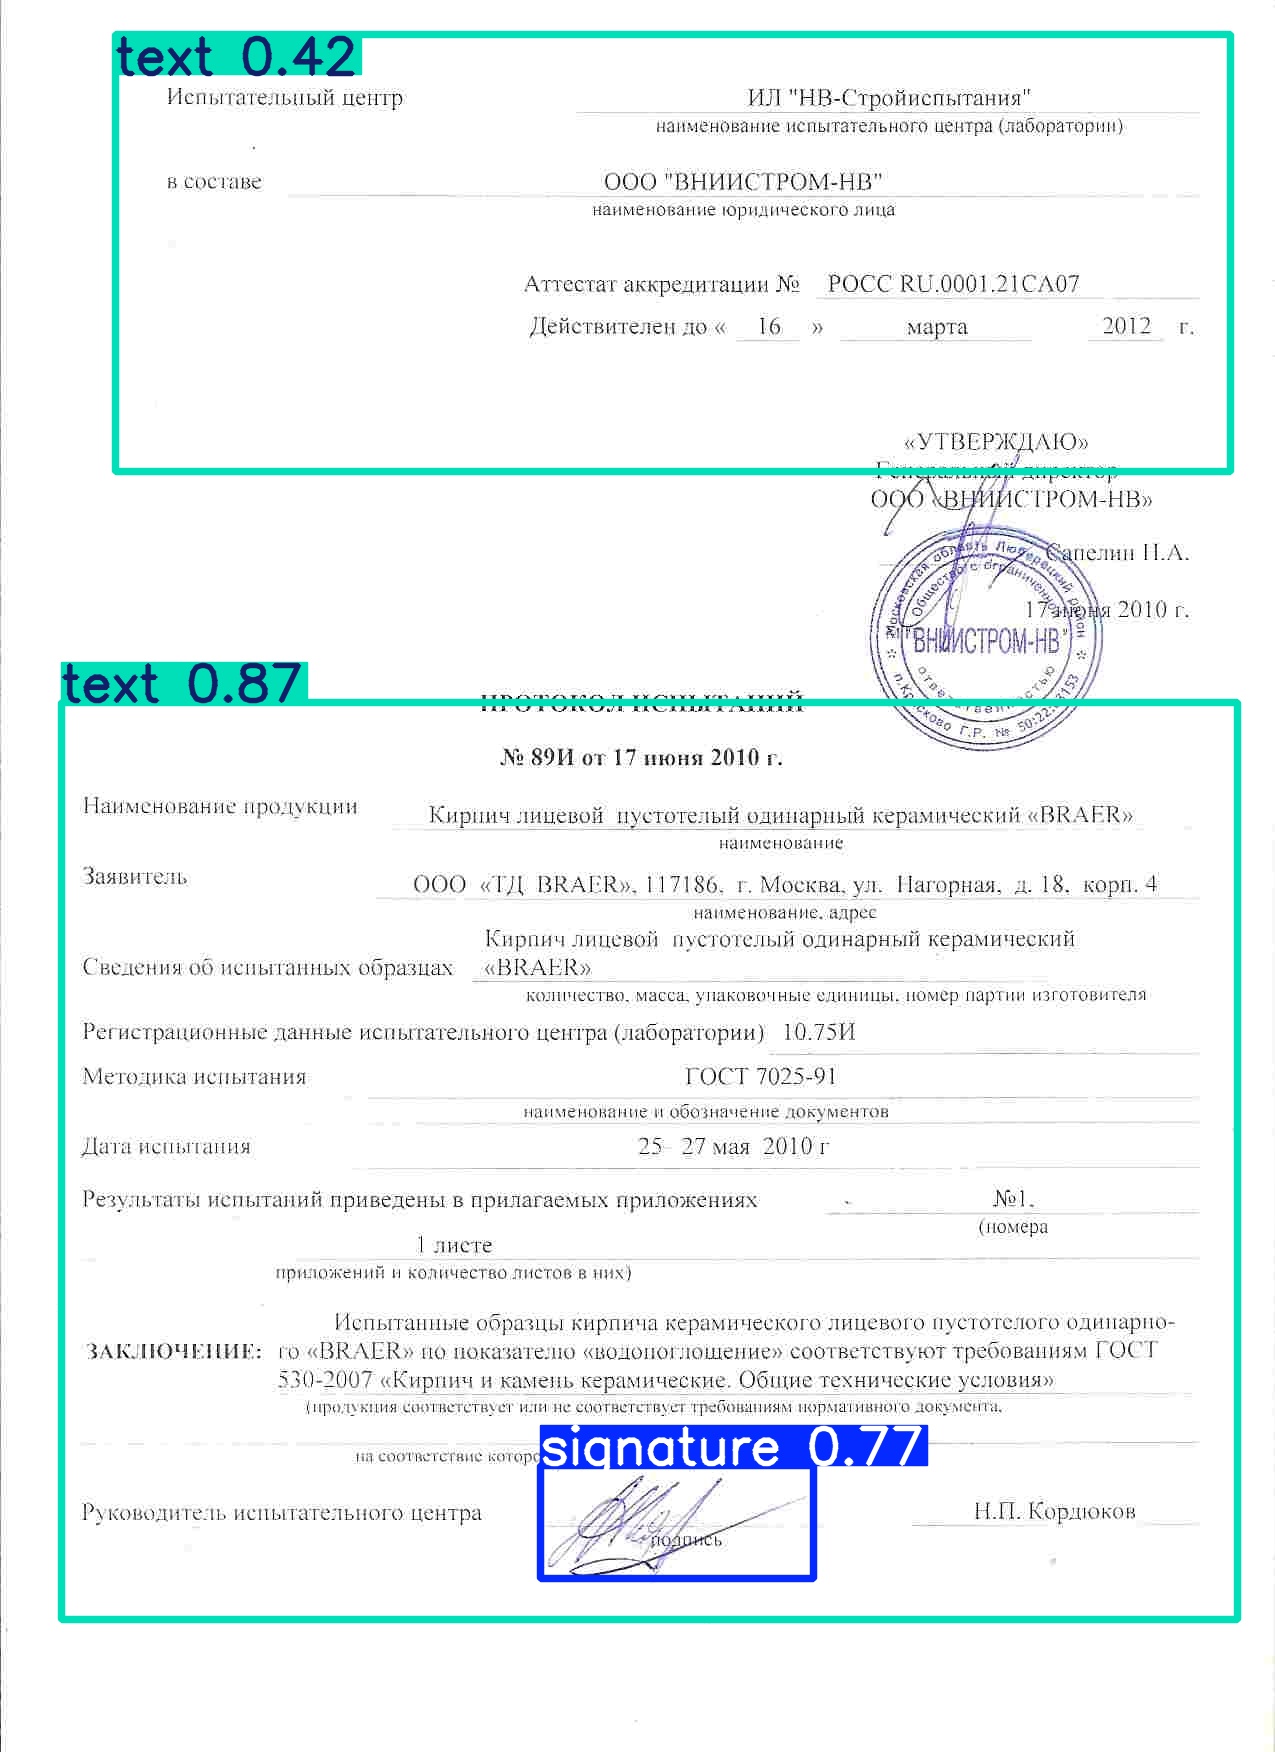 text 0.42
Испытательный центр ИЛ "НВ-Стройиспытания"
наименование испытательного центра (лаборатории)
в составе ООО "ВНИИСТРОМ-НВ"
наименование юридического лица
Аттестат аккредитации № РОСС RU.0001.21СА07
Действителен до « 16 » марта 2012 г.
«УТВЕРЖДАЮ»
Генеральный директор
ООО «ВНИИСТРОМ-НВ»
Сапелин Н.А.
17 июня 2010 г.
Московская область Люберецкий район
Общество с ограниченной
"ВНИИСТРОМ-НВ"
ответственностью
п.Красково Г.Р. №
text 0.87
ПРОТОКОЛ ИСПЫТАНИЙ
№ 89И от 17 июня 2010 г.
Наименование продукции Кирпич лицевой пустотелый одинарный керамический «BRAER»
наименование
Заявитель ООО «ТД BRAER», 117186, г. Москва, ул. Нагорная, д. 18, корп. 4
наименование, адрес
Кирпич лицевой пустотелый одинарный керамический
Сведения об испытанных образцах «BRAER»
количество, масса, упаковочные единицы, номер партии изготовителя
Регистрационные данные испытательного центра (лаборатории) 10.75И
Методика испытания ГОСТ 7025-91
наименование и обозначение документов
Дата испытания 25- 27 мая 2010 г
Результаты испытаний приведены в прилагаемых приложениях №1,
(номера
1 листе
приложений и количество листов в них)
Испытанные образцы кирпича керамического лицевого пустотелого одинарно-
ЗАКЛЮЧЕНИЕ: го «BRAER» по показателю «водопоглощение» соответствуют требованиям ГОСТ
530-2007 «Кирпич и камень керамические. Общие технические условия»
(продукция соответствует или не соответствует требованиям нормативного документа,
signature 0.77
на соответствие которо
Руководитель испытательного центра Н.П. Кордюков
подпись